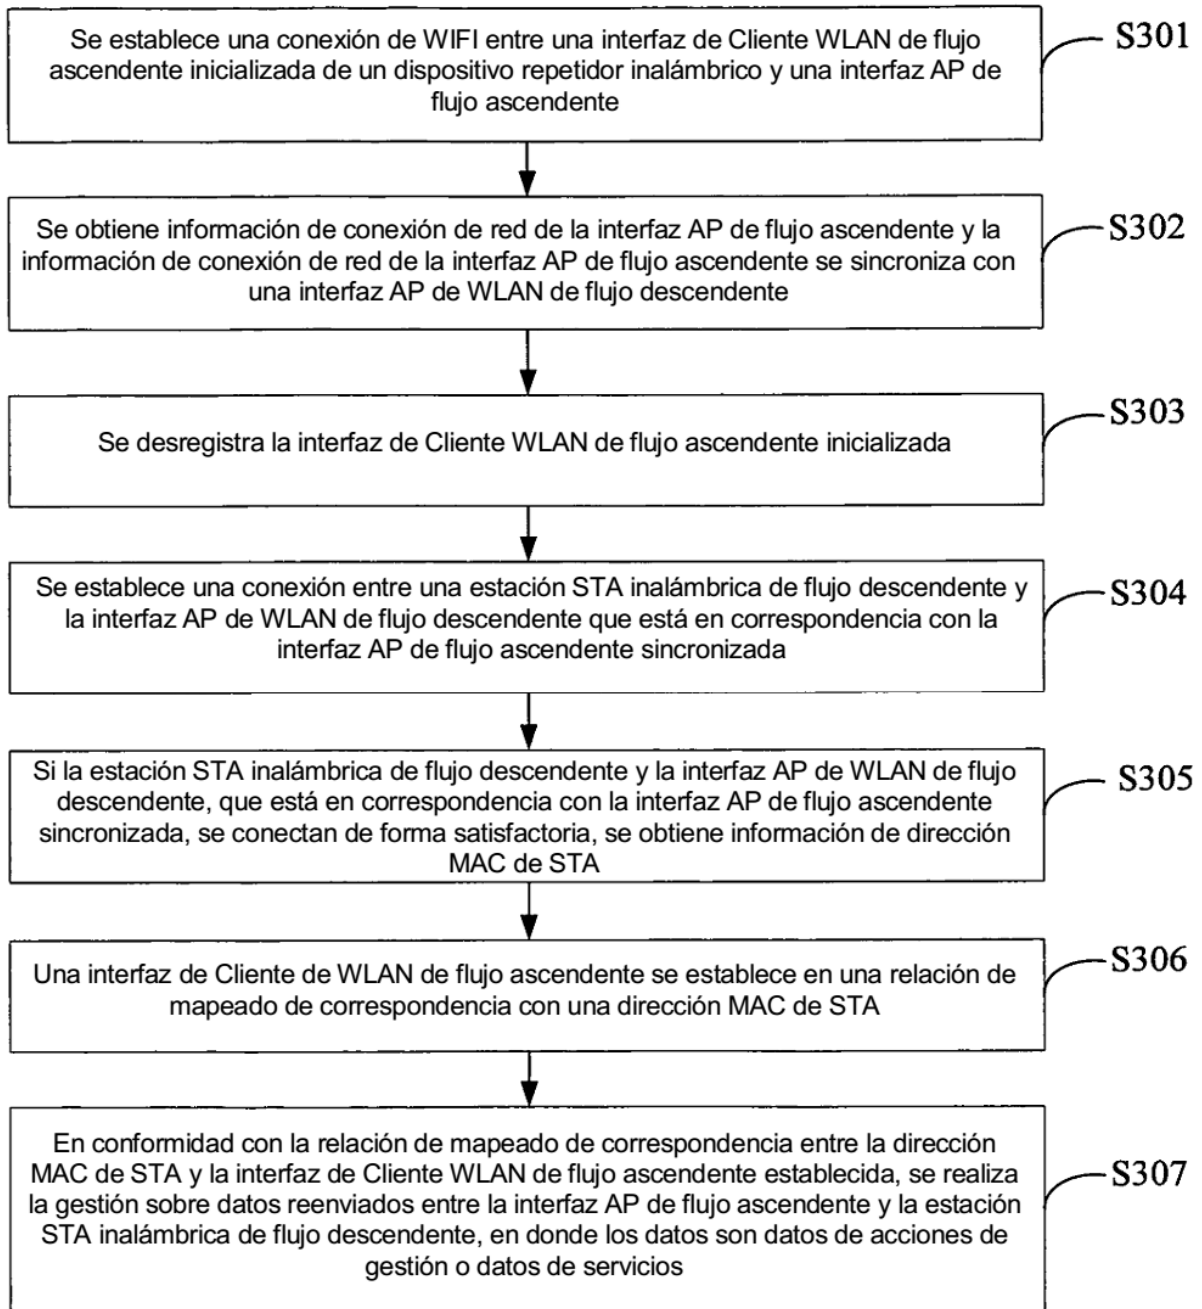 Se establece una conexión de WIFI entre una interfaz de Cliente WLAN de flujo
ascendente inicializada de un dispositivo repetidor inalámbrico y una interfaz AP de
flujo ascendente
S301
Se obtiene información de conexión de red de la interfaz AP de flujo ascendente y la
información de conexión de red de la interfaz AP de flujo ascendente se sincroniza con
una interfaz AP de WLAN de flujo descendente
S302
Se desregistra la interfaz de Cliente WLAN de flujo ascendente inicializada
S303
Se establece una conexión entre una estación STA inalámbrica de flujo descendente y
la interfaz AP de WLAN de flujo descendente que está en correspondencia con la
interfaz AP de flujo ascendente sincronizada
S304
Si la estación STA inalámbrica de flujo descendente y la interfaz AP de WLAN de flujo
descendente, que está en correspondencia con la interfaz AP de flujo ascendente
sincronizada, se conectan de forma satisfactoria, se obtiene información de dirección
MAC de STA
S305
Una interfaz de Cliente de WLAN de flujo ascendente se establece en una relación de
mapeado de correspondencia con una dirección MAC de STA
S306
En conformidad con la relación de mapeado de correspondencia entre la dirección
MAC de STA y la interfaz de Cliente WLAN de flujo ascendente establecida, se realiza
la gestión sobre datos reenviados entre la interfaz AP de flujo ascendente y la estación
STA inalámbrica de flujo descendente, en donde los datos son datos de acciones de
gestión o datos de servicios
S307